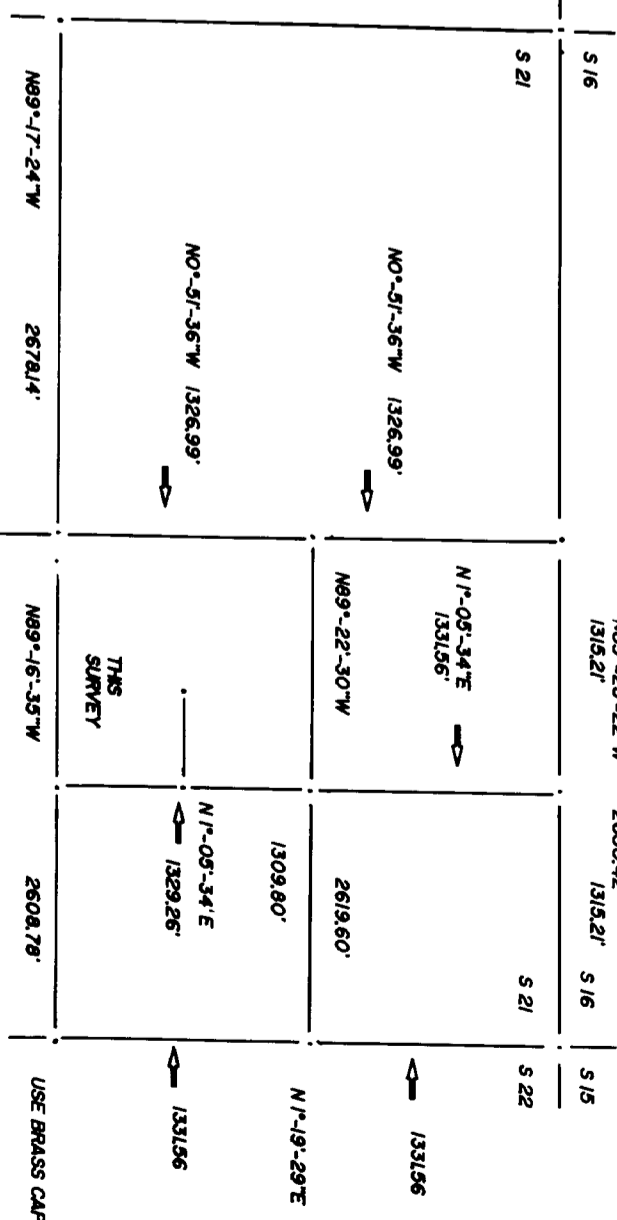 S 16
1315.21'
1315.21'
S 16
S 15
S 21
S 21
S 22
N0°-51'-36"W 1326.99'
N 1°-05'-34"E
1331.56'
1331.56
N89°-22'-30"W
2619.60'
N 1°-19'-29"E
1309.80'
N0°-51'-36"W 1326.99'
N 1°-05'-34'E
1329.26'
1331.56
THIS
SURVEY
N89°-17'-24"W
2678.14'
N89°-16'-35"W
2608.78'
USE BRASS CAP